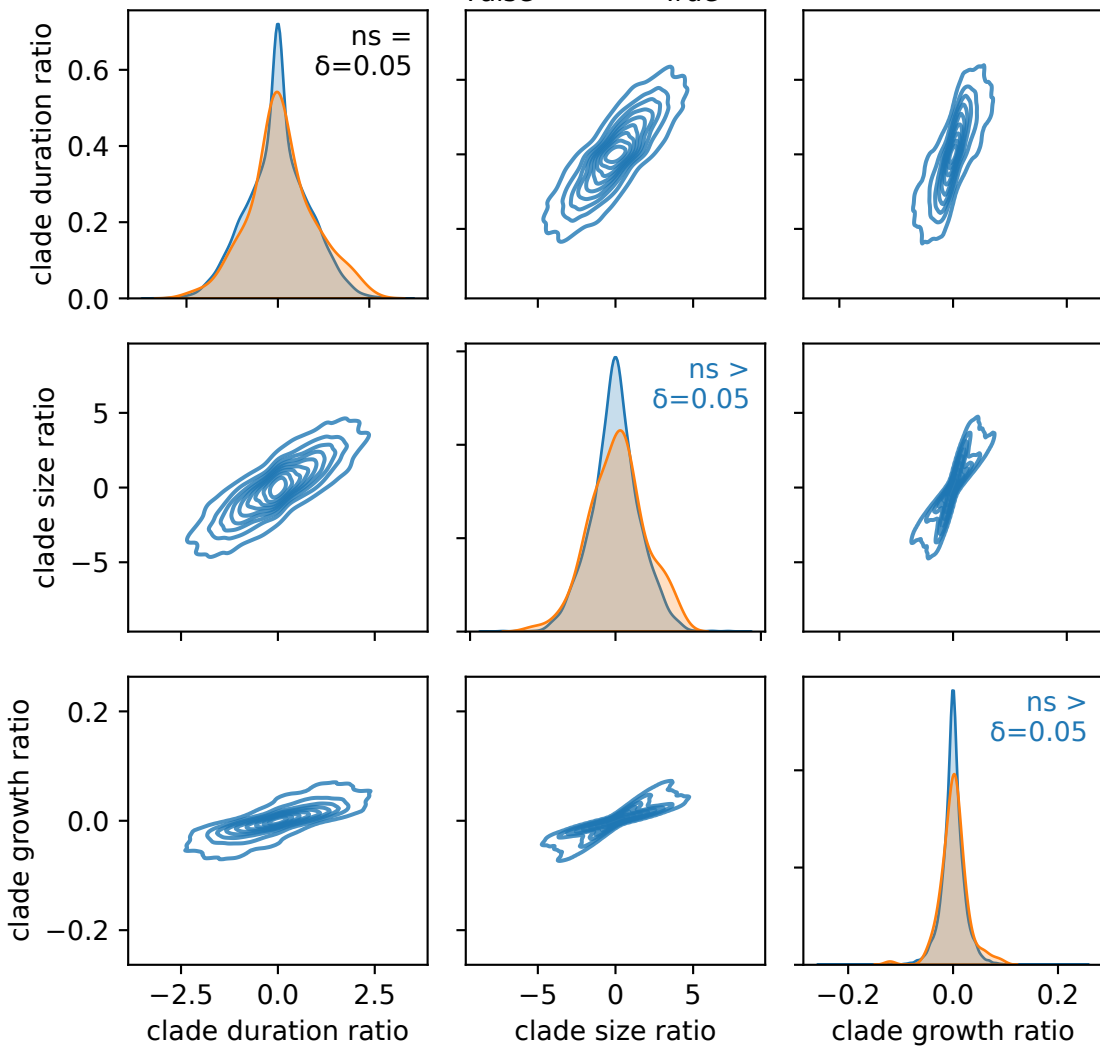 ns =
δ=0.05
clade duration ratio
0.6
0.4
0.2
0.0
ns >
δ=0.05
clade size ratio
5
0
−5
ns >
δ=0.05
clade growth ratio
0.2
0.0
−0.2
−2.5 0.0 2.5
−5 0 5
−0.2 0.0 0.2
clade duration ratio
clade size ratio
clade growth ratio